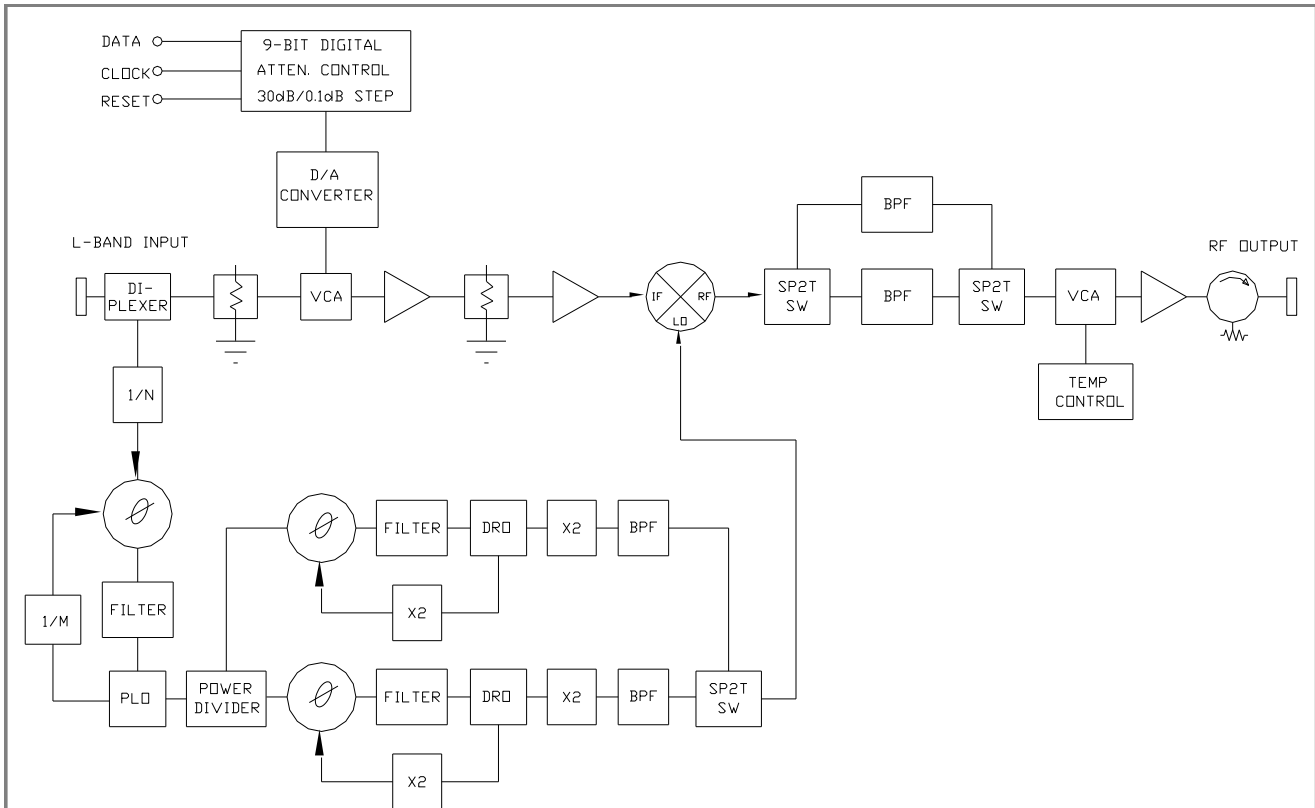 DATA
CLOCK
RESET
9-BIT DIGITAL
ATTEN. CONTROL
30dB/0.1dB STEP
D/A
CONVERTER
L-BAND INPUT
DI-
PLEXER
VCA
IF
RF
LO
SP2T
SW
BPF
BPF
SP2T
SW
VCA
TEMP
CONTROL
RF OUTPUT
1/N
Ø
FILTER
1/M
PLO
POWER
DIVIDER
Ø
FILTER
DRO
X2
BPF
X2
Ø
FILTER
DRO
X2
BPF
SP2T
SW
X2